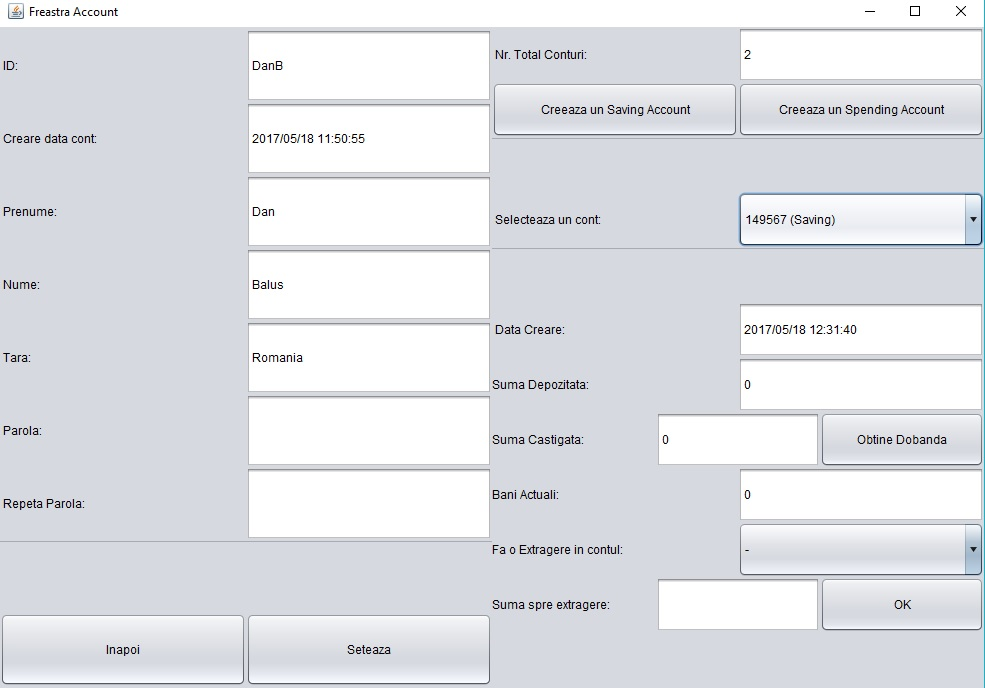 Freastra Account
ID: DanB
Creare data cont: 2017/05/18 11:50:55
Prenume: Dan
Nume: Balus
Tara: Romania
Parola:
Repeta Parola:
Inapoi Seteaza
Nr. Total Conturi: 2
Creeaza un Saving Account Creeaza un Spending Account
Selecteaza un cont: 149567 (Saving)
Data Creare: 2017/05/18 12:31:40
Suma Depozitata: 0
Suma Castigata: 0 Obtine Dobanda
Bani Actuali: 0
Fa o Extragere in contul: -
Suma spre extragere: OK